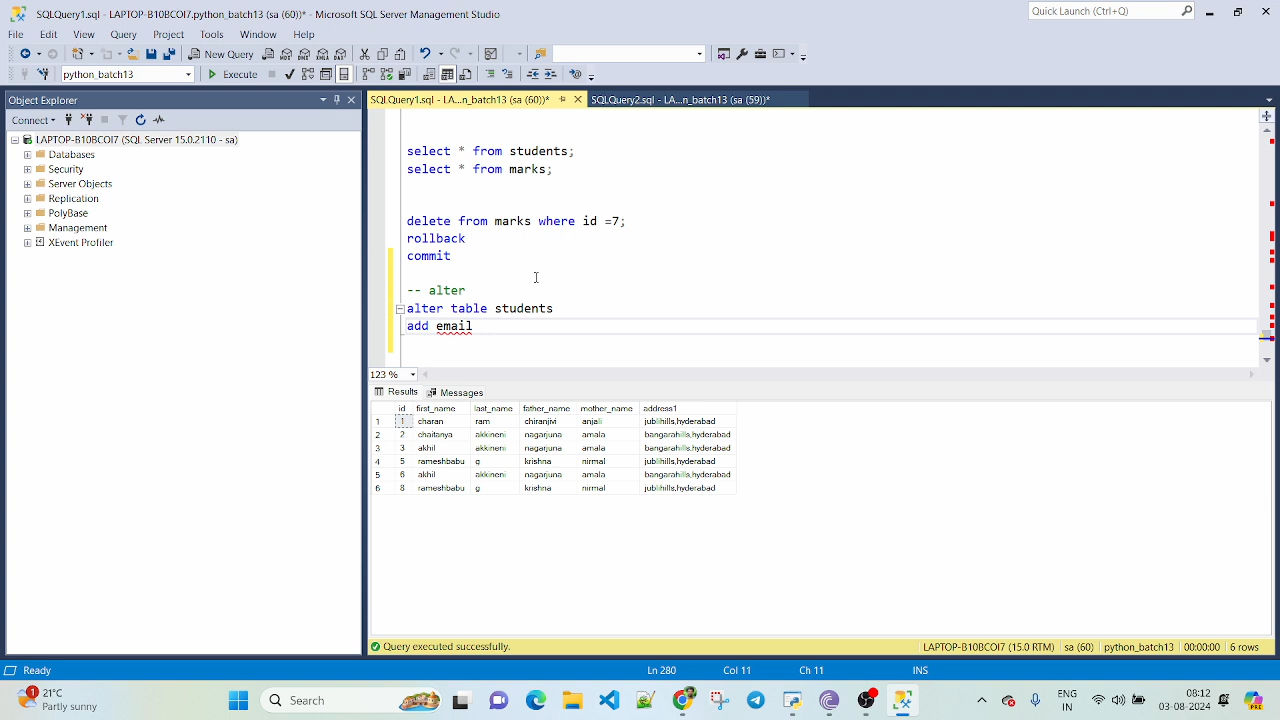 SQLQuery1.sql - LAPTOP-B10BCOI7.python_batch13 (sa (60))* - Microsoft SQL Server Management Studio
Quick Launch (Ctrl+Q)
File Edit View Query Project Tools Window Help
New Query
python_batch13 Execute
Object Explorer
SQLQuery1.sql - LA...n_batch13 (sa (60))* SQLQuery2.sql - LA...n_batch13 (sa (59))*
Connect
LAPTOP-B10BCOI7 (SQL Server 15.0.2110 - sa)
Databases
Security
Server Objects
Replication
PolyBase
Management
XEvent Profiler
select * from students;
select * from marks;
delete from marks where id =7;
rollback
commit
-- alter
alter table students
add email
123 %
Results Messages
id first_name last_name father_name mother_name address1
1 1 charan ram chiranjivi anjali jublihills,hyderabad
2 2 chaitanya akkineni nagarjuna amala bangarahills,hyderabad
3 3 akhil akkineni nagarjuna amala bangarahills,hyderabad
4 5 rameshbabu g krishna nirmal jublihills,hyderabad
5 6 akhil akkineni nagarjuna amala bangarahills,hyderabad
6 8 rameshbabu g krishna nirmal jublihills,hyderabad
Query executed successfully. LAPTOP-B10BCOI7 (15.0 RTM) sa (60) python_batch13 00:00:00 6 rows
Ready Ln 280 Col 11 Ch 11 INS
1 21°C
Partly sunny
Search
ENG
IN
08:12
03-08-2024